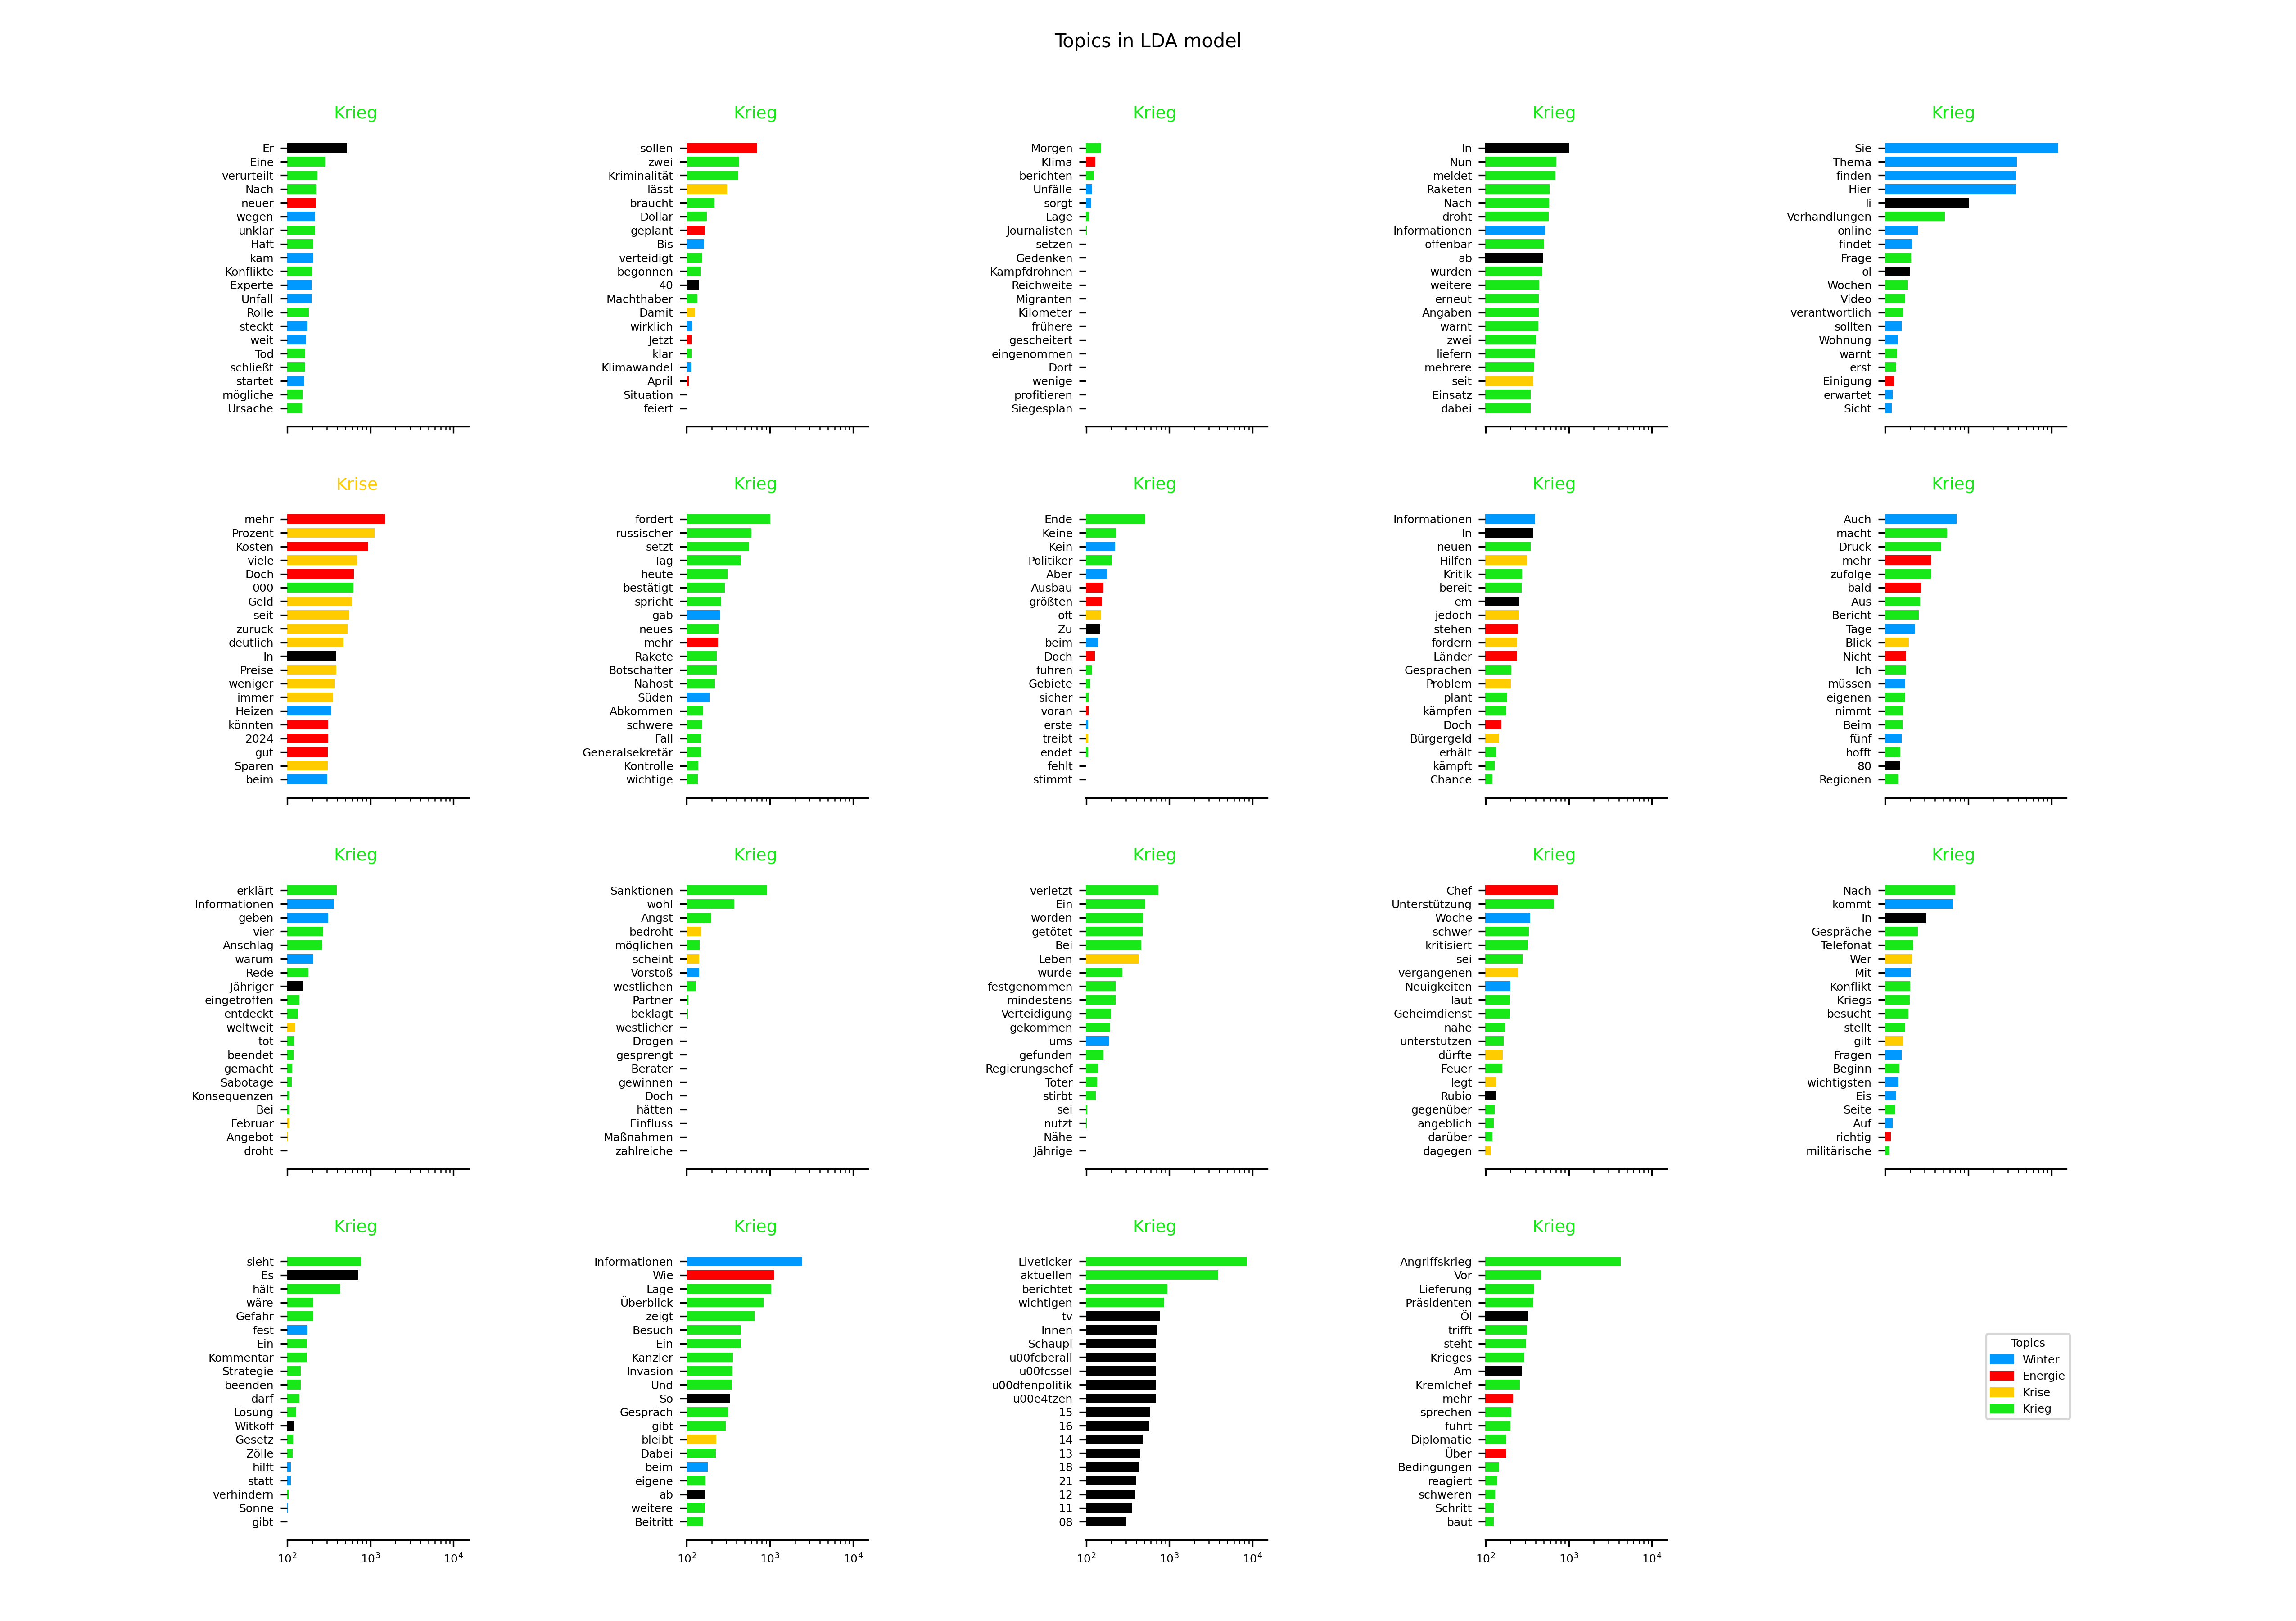 Topics in LDA model
Krieg
Er
Eine
verurteilt
Nach
neuer
wegen
unklar
Haft
kam
Konflikte
Experte
Unfall
Rolle
steckt
weit
Tod
schließt
startet
mögliche
Ursache
Krieg
sollen
zwei
Kriminalität
lässt
braucht
Dollar
geplant
Bis
verteidigt
begonnen
40
Machthaber
Damit
wirklich
Jetzt
klar
Klimawandel
April
Situation
feiert
Krieg
Morgen
Klima
berichten
Unfälle
sorgt
Lage
Journalisten
setzen
Gedenken
Kampfdrohnen
Reichweite
Migranten
Kilometer
frühere
gescheitert
eingenommen
Dort
wenige
profitieren
Siegesplan
Krieg
In
Nun
meldet
Raketen
Nach
droht
Informationen
offenbar
ab
wurden
weitere
erneut
Angaben
warnt
zwei
liefern
mehrere
seit
Einsatz
dabei
Krieg
Sie
Thema
finden
Hier
li
Verhandlungen
online
findet
Frage
ol
Wochen
Video
verantwortlich
sollten
Wohnung
warnt
erst
Einigung
erwartet
Sicht
Krise
mehr
Prozent
Kosten
viele
Doch
000
Geld
seit
zurück
deutlich
In
Preise
weniger
immer
Heizen
könnten
2024
gut
Sparen
beim
Krieg
fordert
russischer
setzt
Tag
heute
bestätigt
spricht
gab
neues
mehr
Rakete
Botschafter
Nahost
Süden
Abkommen
schwere
Fall
Generalsekretär
Kontrolle
wichtige
Krieg
Ende
Keine
Kein
Politiker
Aber
Ausbau
größten
oft
Zu
beim
Doch
führen
Gebiete
sicher
voran
erste
treibt
endet
fehlt
stimmt
Krieg
Informationen
In
neuen
Hilfen
Kritik
bereit
em
jedoch
stehen
fordern
Länder
Gesprächen
Problem
plant
kämpfen
Doch
Bürgergeld
erhält
kämpft
Chance
Krieg
Auch
macht
Druck
mehr
zufolge
bald
Aus
Bericht
Tage
Blick
Nicht
Ich
müssen
eigenen
nimmt
Beim
fünf
hofft
80
Regionen
Krieg
erklärt
Informationen
geben
vier
Anschlag
warum
Rede
Jähriger
eingetroffen
entdeckt
weltweit
tot
beendet
gemacht
Sabotage
Konsequenzen
Bei
Februar
Angebot
droht
Krieg
Sanktionen
wohl
Angst
bedroht
möglichen
scheint
Vorstoß
westlichen
Partner
beklagt
westlicher
Drogen
gesprengt
Berater
gewinnen
Doch
hätten
Einfluss
Maßnahmen
zahlreiche
Krieg
verletzt
Ein
worden
getötet
Bei
Leben
wurde
festgenommen
mindestens
Verteidigung
gekommen
ums
gefunden
Regierungschef
Toter
stirbt
sei
nutzt
Nähe
Jährige
Krieg
Chef
Unterstützung
Woche
schwer
kritisiert
sei
vergangenen
Neuigkeiten
laut
Geheimdienst
nahe
unterstützen
dürfte
Feuer
legt
Rubio
gegenüber
angeblich
darüber
dagegen
Krieg
Nach
kommt
In
Gespräche
Telefonat
Wer
Mit
Konflikt
Kriegs
besucht
stellt
gilt
Fragen
Beginn
wichtigsten
Eis
Seite
Auf
richtig
militärische
Krieg
sieht
Es
hält
wäre
Gefahr
fest
Ein
Kommentar
Strategie
beenden
darf
Lösung
Witkoff
Gesetz
Zölle
hilft
statt
verhindern
Sonne
gibt
10² 10³ 10⁴
Krieg
Informationen
Wie
Lage
Überblick
zeigt
Besuch
Ein
Kanzler
Invasion
Und
So
Gespräch
gibt
bleibt
Dabei
beim
eigene
ab
weitere
Beitritt
10² 10³ 10⁴
Krieg
Liveticker
aktuellen
berichtet
wichtigen
tv
Innen
Schaupl
u00fcberall
u00fcssel
u00dfenpolitik
u00e4tzen
15
16
14
13
18
21
12
11
08
10² 10³ 10⁴
Krieg
Angriffskrieg
Vor
Lieferung
Präsidenten
Öl
trifft
steht
Krieges
Am
Kremlchef
mehr
sprechen
führt
Diplomatie
Über
Bedingungen
reagiert
schweren
Schritt
baut
10² 10³ 10⁴
Topics
Winter
Energie
Krise
Krieg